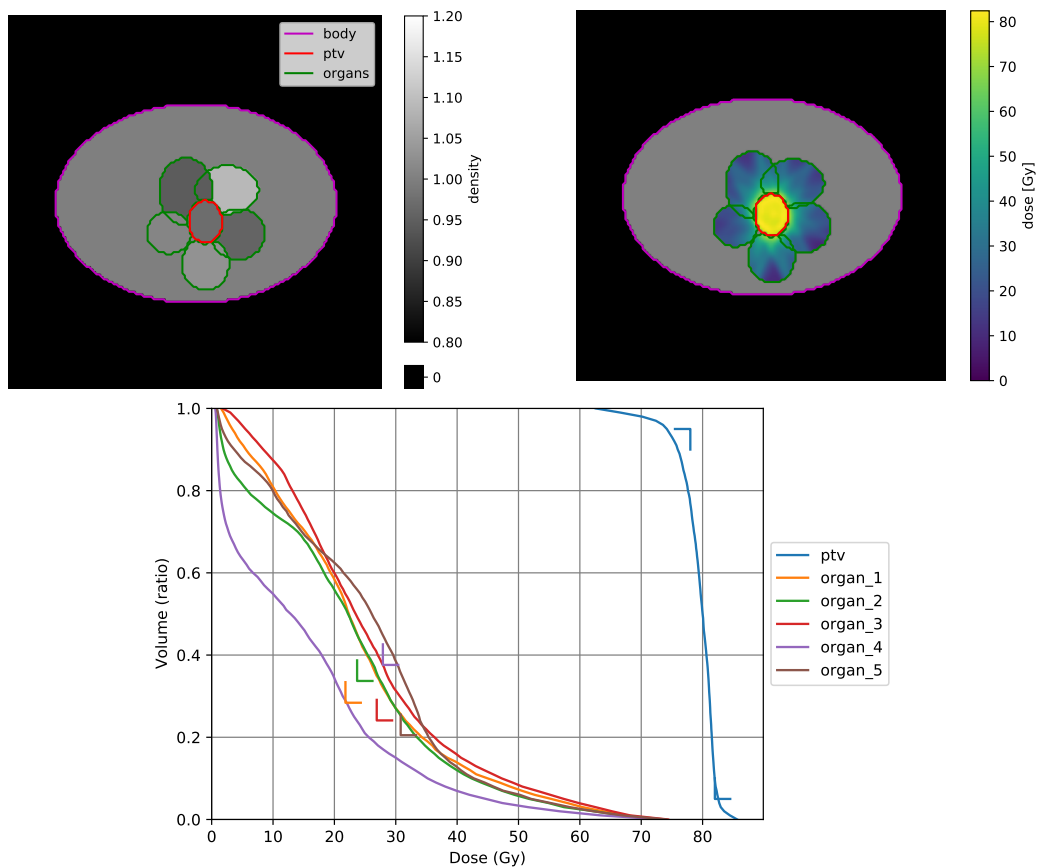 body
ptv
organs
1.20
1.15
1.10
1.05
1.00
0.95
0.90
0.85
0.80
0
density
80
70
60
50
40
30
20
10
0
dose [Gy]
1.0
0.8
0.6
0.4
0.2
0.0
Volume (ratio)
0 10 20 30 40 50 60 70 80
Dose (Gy)
ptv
organ_1
organ_2
organ_3
organ_4
organ_5